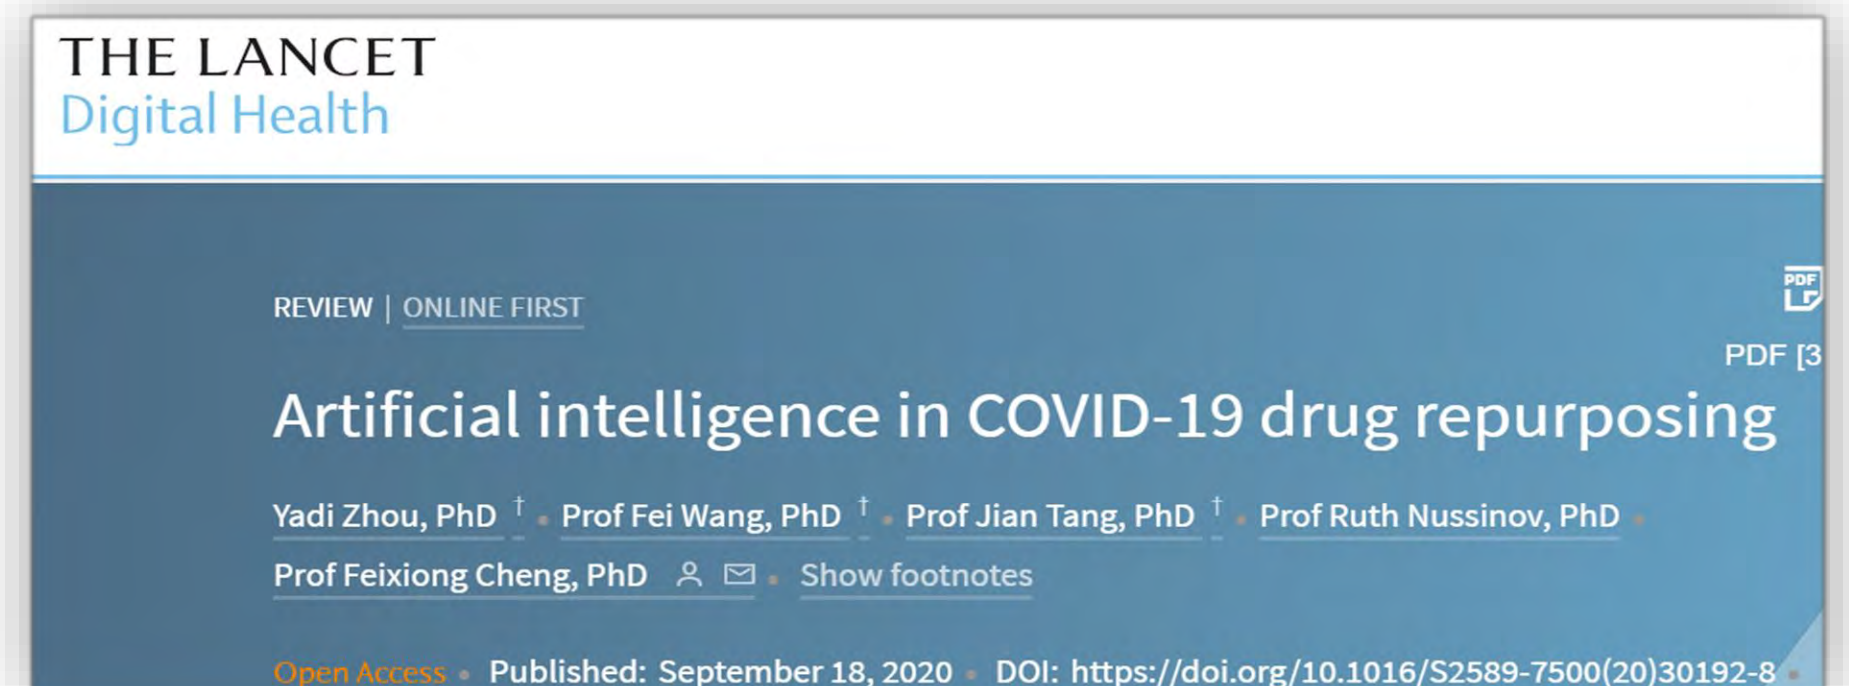 THE LANCET
Digital Health
REVIEW | ONLINE FIRST
PDF
PDF [3
Artificial intelligence in COVID-19 drug repurposing
Yadi Zhou, PhD † • Prof Fei Wang, PhD † • Prof Jian Tang, PhD † • Prof Ruth Nussinov, PhD •
Prof Feixiong Cheng, PhD • Show footnotes
Open Access • Published: September 18, 2020 • DOI: https://doi.org/10.1016/S2589-7500(20)30192-8 •